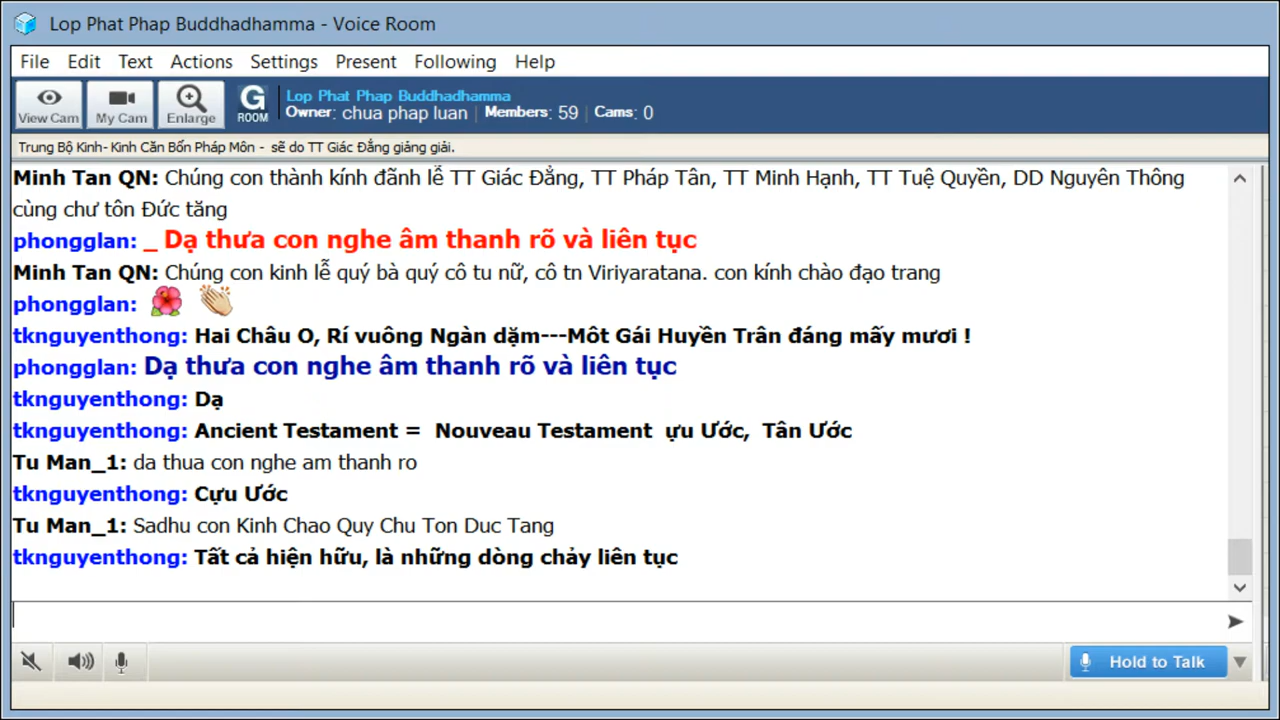 Lop Phat Phap Buddhadhamma - Voice Room
File Edit Text Actions Settings Present Following Help
View Cam My Cam Enlarge G ROOM Lop Phat Phap Buddhadhamma
Owner: chua phap luan | Members: 59 | Cams: 0
Trung Bộ Kinh- Kinh Căn Bổn Pháp Môn - sẽ do TT Giác Đẳng giảng giải.
Minh Tan QN: Chúng con thành kính đãnh lễ TT Giác Đẳng, TT Pháp Tân, TT Minh Hạnh, TT Tuệ Quyền, DD Nguyên Thông
cùng chư tôn Đức tăng
phongglan: _ Dạ thưa con nghe âm thanh rõ và liên tục
Minh Tan QN: Chúng con kinh lễ quý bà quý cô tu nữ, cô tn Viriyaratana. con kính chào đạo trang
phongglan:
tknguyenthong: Hai Châu O, Rí vuông Ngàn dặm---Môt Gái Huyền Trân đáng mấy mươi !
phongglan: Dạ thưa con nghe âm thanh rõ và liên tục
tknguyenthong: Dạ
tknguyenthong: Ancient Testament = Nouveau Testament ựu Ước, Tân Ước
Tu Man_1: da thua con nghe am thanh ro
tknguyenthong: Cựu Ước
Tu Man_1: Sadhu con Kinh Chao Quy Chu Ton Duc Tang
tknguyenthong: Tất cả hiện hữu, là những dòng chảy liên tục
Hold to Talk